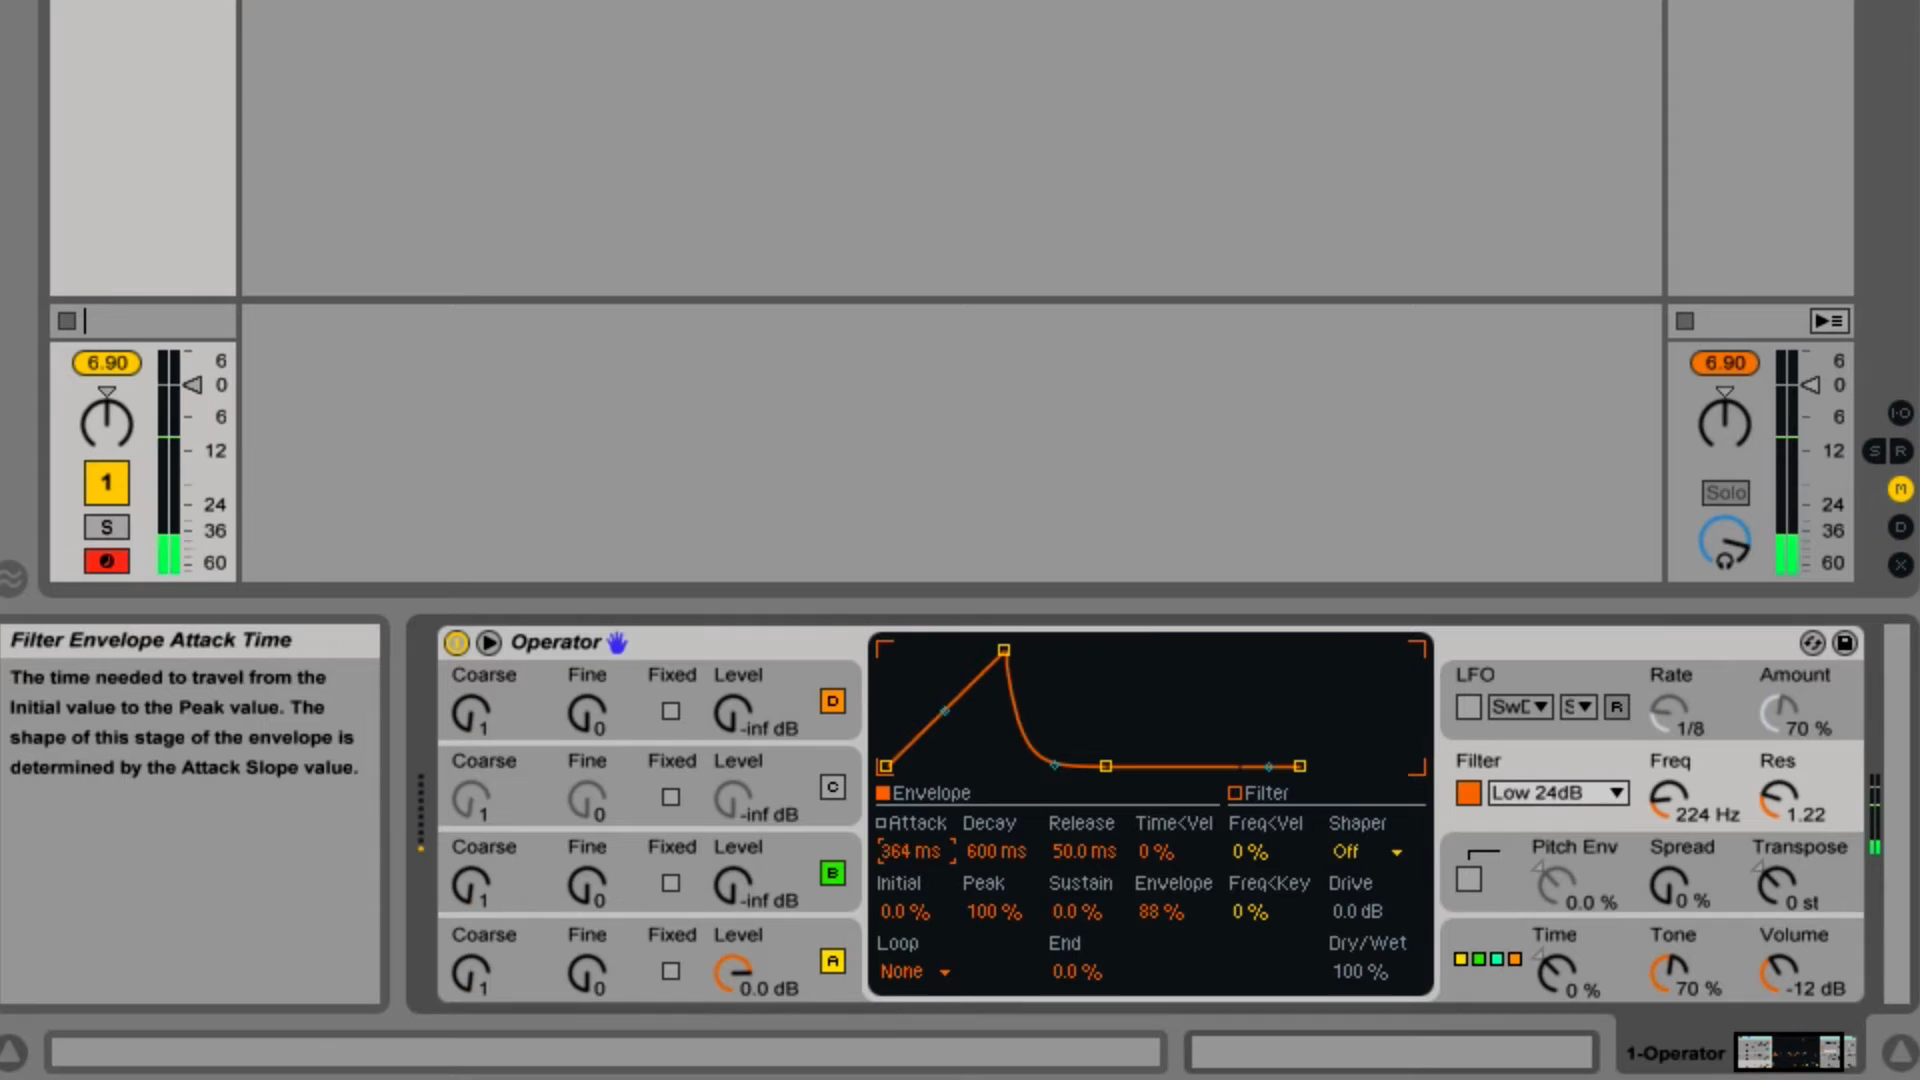 6.90
6
0
6
12
24
36
60
1
S
6.90
6
0
6
12
24
36
60
Solo
I·O
S R
M
D
X
Filter Envelope Attack Time
The time needed to travel from the
Initial value to the Peak value. The
shape of this stage of the envelope is
determined by the Attack Slope value.
Operator
Coarse Fine Fixed Level
1 0 -inf dB D
Coarse Fine Fixed Level
1 0 -inf dB C
Coarse Fine Fixed Level
1 0 -inf dB B
Coarse Fine Fixed Level
1 0 0.0 dB A
Envelope Filter
Attack Decay Release Time<Vel Freq<Vel Shaper
364 ms 600 ms 50.0 ms 0 % 0 % Off
Initial Peak Sustain Envelope Freq<Key Drive
0.0 % 100 % 0.0 % 88 % 0 % 0.0 dB
Loop End Dry/Wet
None 0.0 % 100 %
LFO Rate Amount
SwD S R 1/8 70 %
Filter Freq Res
Low 24dB 224 Hz 1.22
Pitch Env Spread Transpose
0.0 % 0 % 0 st
Time Tone Volume
0 % 70 % -12 dB
1-Operator